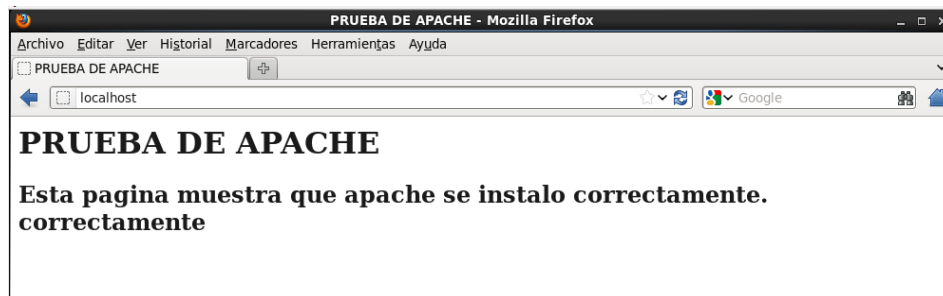 PRUEBA DE APACHE - Mozilla Firefox
Archivo Editar Ver Historial Marcadores Herramientas Ayuda
PRUEBA DE APACHE
localhost Google
PRUEBA DE APACHE
Esta pagina muestra que apache se instalo correctamente.
correctamente